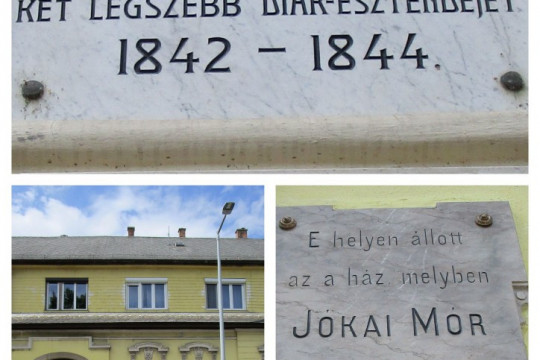 KÉT LEGSZEBB DIÁK-ESZTENDEJÉT
1842 – 1844.
E helyen állott
az a ház melyben
JÓKAI MÓR